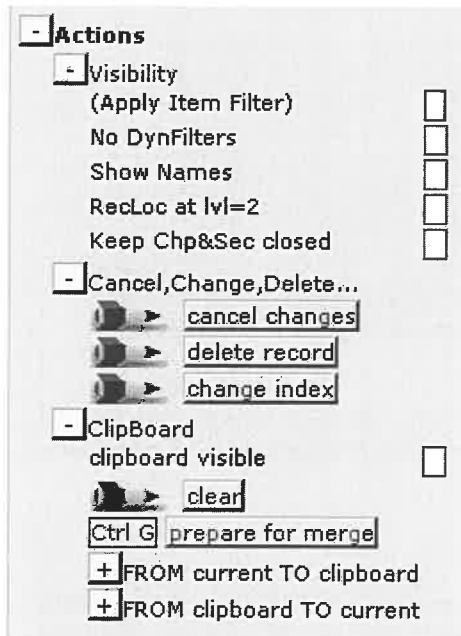 - Actions
- Visibility
(Apply Item Filter)
No DynFilters
Show Names
RecLoc at lvl=2
Keep Chp&Sec closed
- Cancel,Change,Delete...
cancel changes
delete record
change index
- ClipBoard
clipboard visible
clear
Ctrl G prepare for merge
+ FROM current TO clipboard
+ FROM clipboard TO current